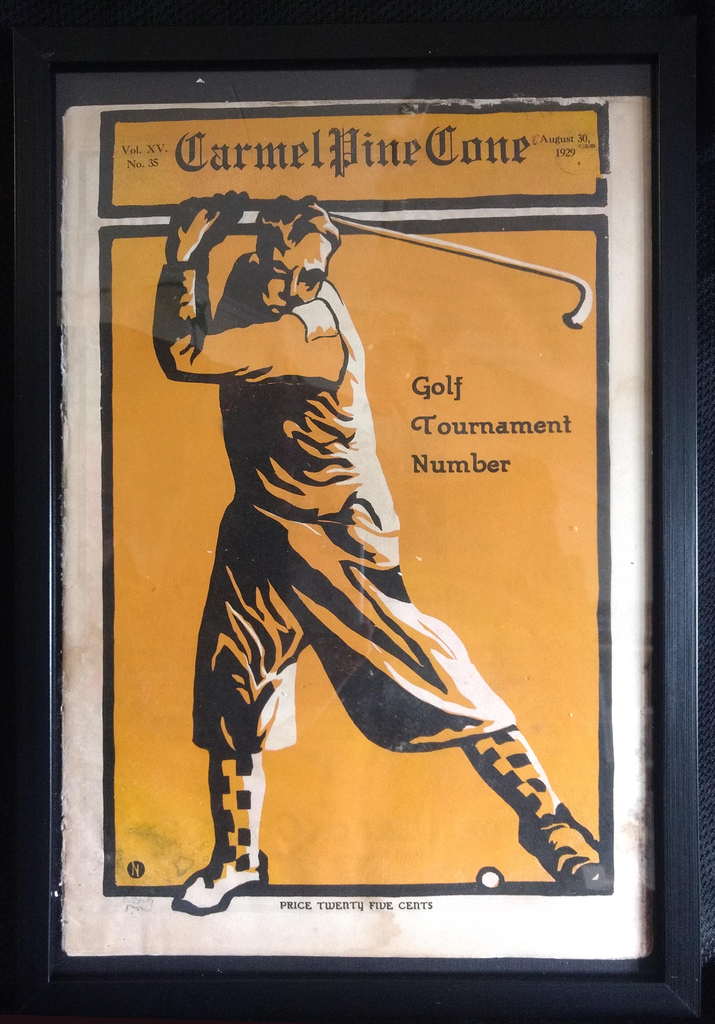 Vol. XV.
No. 35
Carmel Pine Cone
August 30,
1929
Golf
Tournament
Number
N
PRICE TWENTY FIVE CENTS